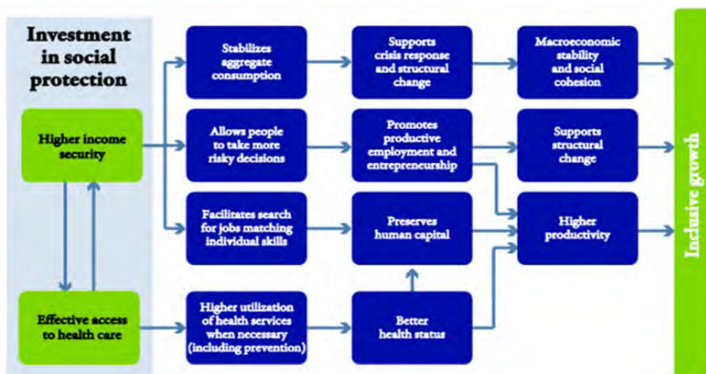 Investment
in social
protection
Higher income
security
Effective access
to health care
Stabilizes
aggregate
consumption
Supports
crisis response
and structural
change
Macroeconomic
stability
and social
cohesion
Allows people
to take more
risky decisions
Promotes
productive
employment and
entrepreneurship
Supports
structural
change
Facilitates search
for jobs matching
individual skills
Preserves
human capital
Higher
productivity
Higher utilization
of health services
when necessary
(including prevention)
Better
health status
Inclusive growth